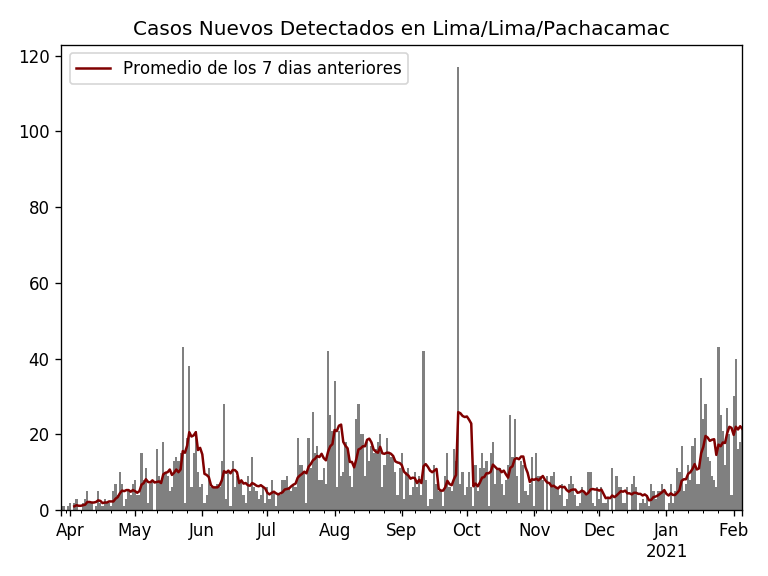 Casos Nuevos Detectados en Lima/Lima/Pachacamac
Promedio de los 7 dias anteriores
120
100
80
60
40
20
0
Apr May Jun Jul Aug Sep Oct Nov Dec Jan Feb
2021